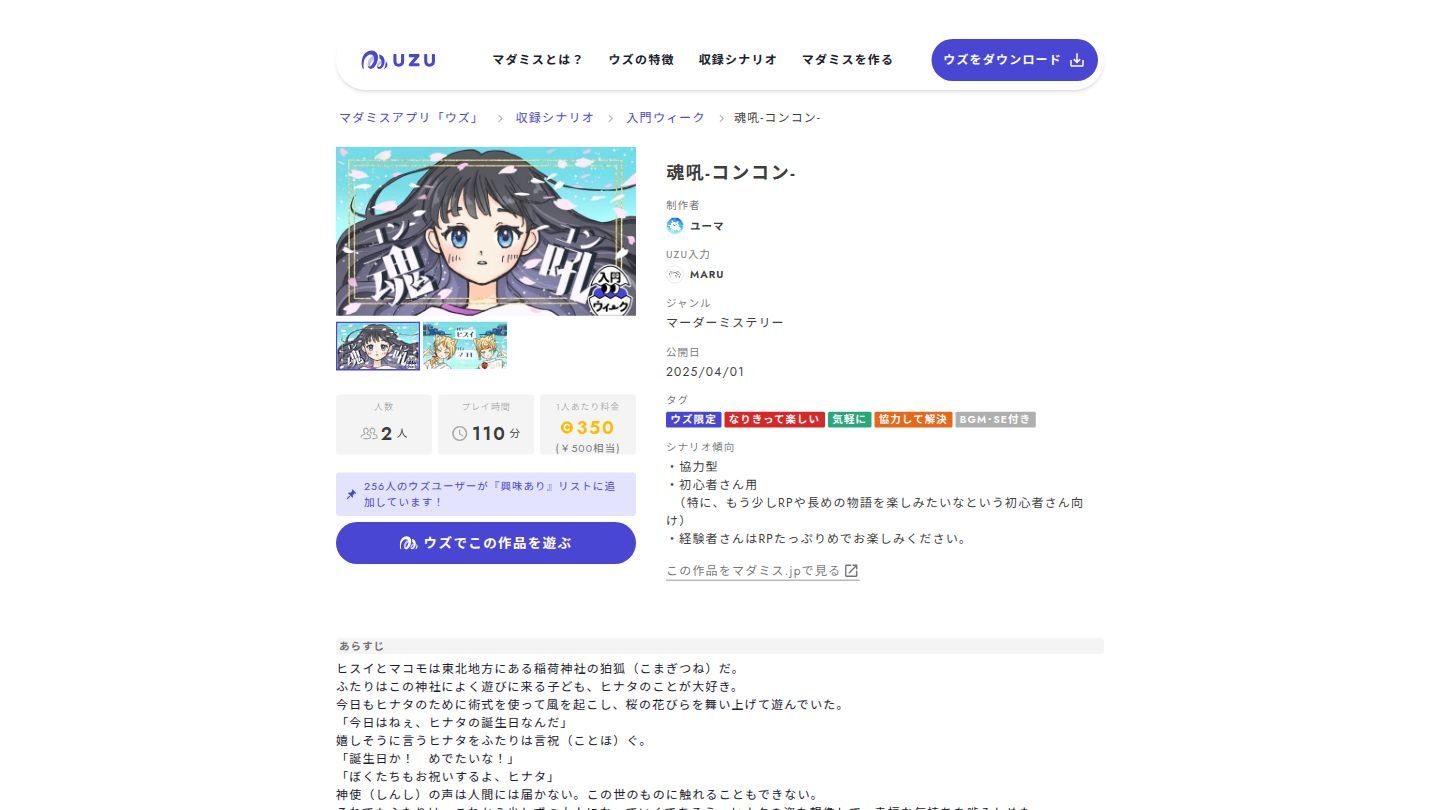 UZU
マダミスとは？
ウズの特徴
収録シナリオ
マダミスを作る
ウズをダウンロード
マダミスアプリ「ウズ」 > 収録シナリオ > 入門ウィーク > 魂吼-コンコン-
コン
魂
コン
吼
入門
ウィーク
ヒスイ
マコモ
人数
2 人
プレイ時間
110 分
1人あたり料金
350
(￥500相当)
256人のウズユーザーが『興味あり』リストに追
加しています！
ウズでこの作品を遊ぶ
魂吼-コンコン-
制作者
ユーマ
UZU入力
MARU
ジャンル
マーダーミステリー
公開日
2025/04/01
タグ
ウズ限定 なりきって楽しい 気軽に 協力して解決 BGM･SE付き
シナリオ傾向
・協力型
・初心者さん用
（特に、もう少しRPや長めの物語を楽しみたいなという初心者さん向
け）
・経験者さんはRPたっぷりめでお楽しみください。
この作品をマダミス.jpで見る
あらすじ
ヒスイとマコモは東北地方にある稲荷神社の狛狐（こまぎつね）だ。
ふたりはこの神社によく遊びに来る子ども、ヒナタのことが大好き。
今日もヒナタのために術式を使って風を起こし、桜の花びらを舞い上げて遊んでいた。
「今日はねぇ、ヒナタの誕生日なんだ」
嬉しそうに言うヒナタをふたりは言祝（ことほ）ぐ。
「誕生日か！　めでたいな！」
「ぼくたちもお祝いするよ、ヒナタ」
神使（しんし）の声は人間には届かない。この世のものに触れることもできない。